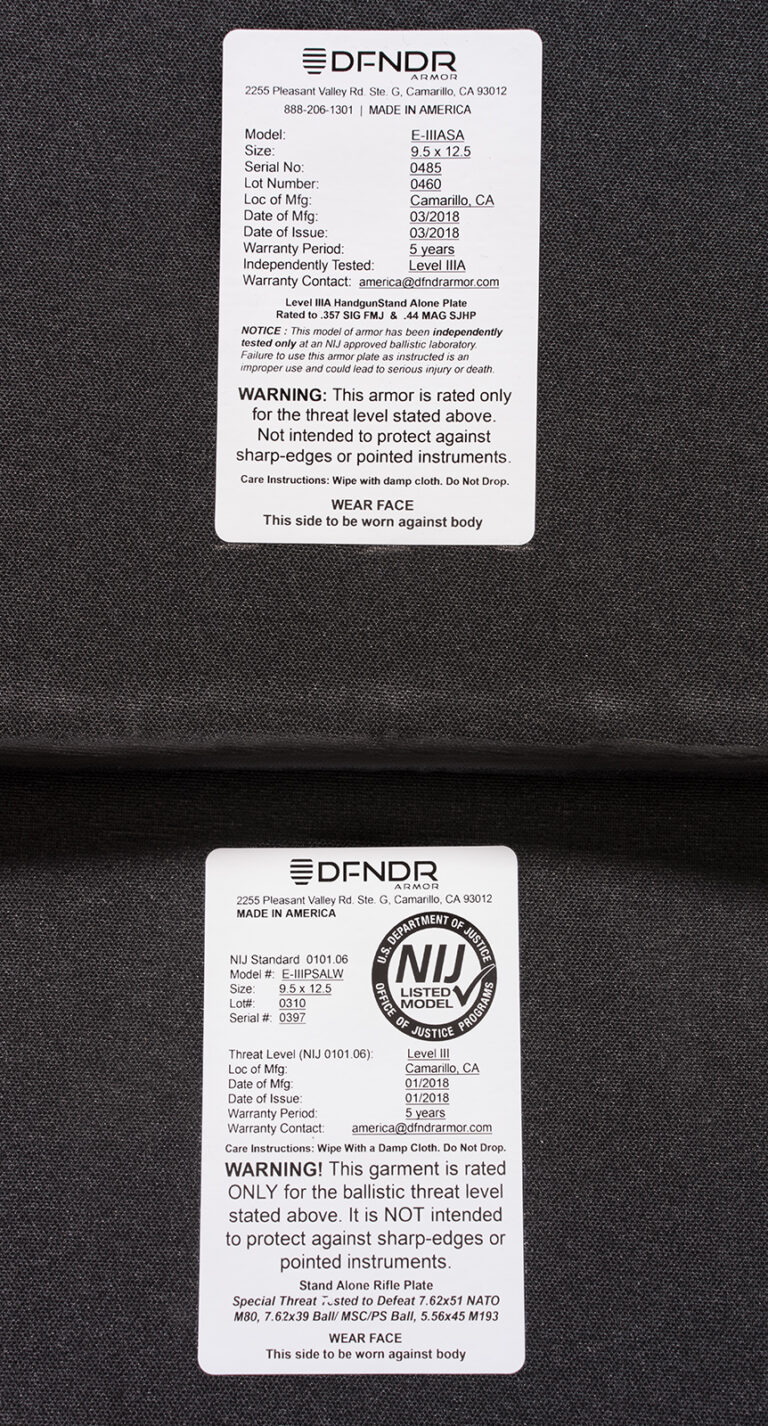 DFNDR
ARMOR
2255 Pleasant Valley Rd. Ste. G, Camarillo, CA 93012
888-206-1301 | MADE IN AMERICA
Model: E-IIIASA
Size: 9.5 x 12.5
Serial No: 0485
Lot Number: 0460
Loc of Mfg: Camarillo, CA
Date of Mfg: 03/2018
Date of Issue: 03/2018
Warranty Period: 5 years
Independently Tested: Level IIIA
Warranty Contact: america@dfndrarmor.com
Level IIIA HandgunStand Alone Plate
Rated to .357 SIG FMJ & .44 MAG SJHP
NOTICE : This model of armor has been independently
tested only at an NIJ approved ballistic laboratory.
Failure to use this armor plate as instructed is an
improper use and could lead to serious injury or death.
WARNING: This armor is rated only
for the threat level stated above.
Not intended to protect against
sharp-edges or pointed instruments.
Care Instructions: Wipe with damp cloth. Do Not Drop.
WEAR FACE
This side to be worn against body
DFNDR
ARMOR
2255 Pleasant Valley Rd. Ste. G, Camarillo, CA 93012
MADE IN AMERICA
U.S. DEPARTMENT OF JUSTICE
NIJ
LISTED
MODEL
OFFICE OF JUSTICE PROGRAMS
NIJ Standard 0101.06
Model #: E-IIIPSALW
Size: 9.5 x 12.5
Lot#: 0310
Serial #: 0397
Threat Level (NIJ 0101.06): Level III
Loc of Mfg: Camarillo, CA
Date of Mfg: 01/2018
Date of Issue: 01/2018
Warranty Period: 5 years
Warranty Contact: america@dfndrarmor.com
Care Instructions: Wipe With a Damp Cloth. Do Not Drop.
WARNING! This garment is rated
ONLY for the ballistic threat level
stated above. It is NOT intended
to protect against sharp-edges or
pointed instruments.
Stand Alone Rifle Plate
Special Threat Tested to Defeat 7.62x51 NATO
M80, 7.62x39 Ball/ MSC/PS Ball, 5.56x45 M193
WEAR FACE
This side to be worn against body